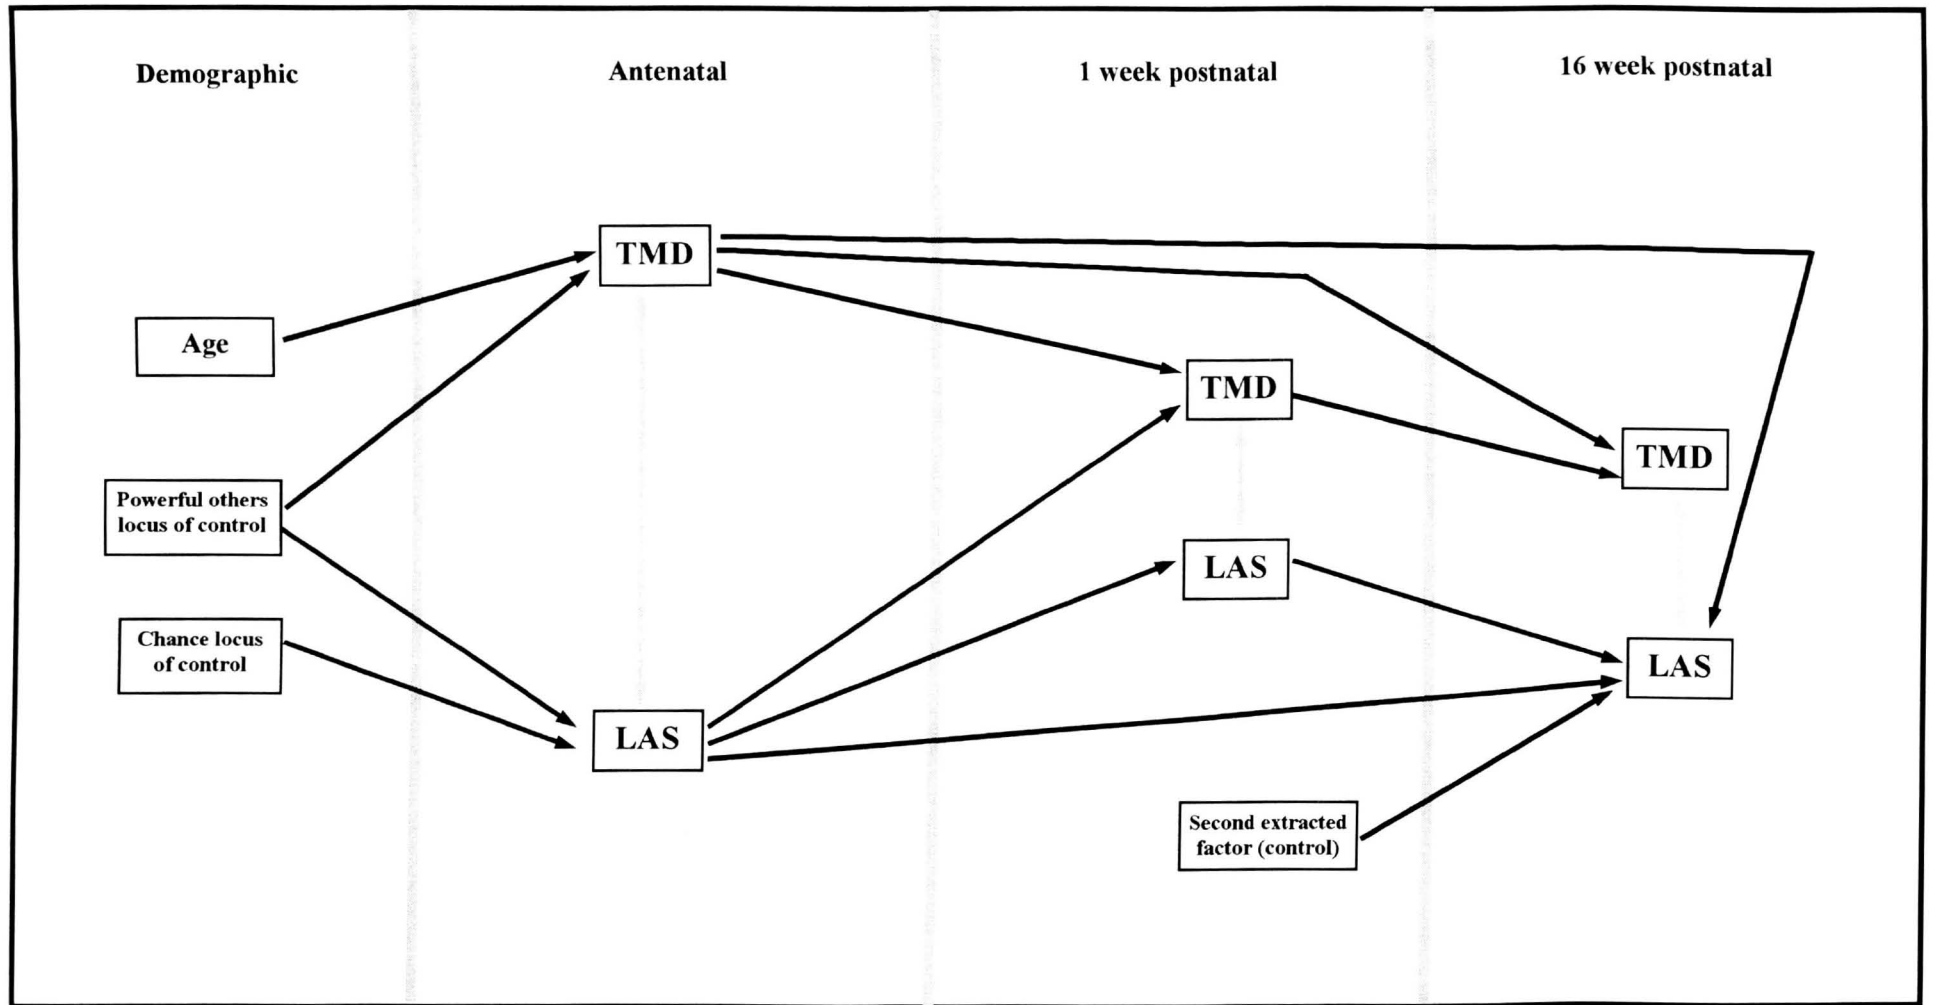 Demographic
Antenatal
1 week postnatal
16 week postnatal
TMD
Age
TMD
TMD
Powerful others
locus of control
LAS
Chance locus
of control
LAS
LAS
Second extracted
factor (control)